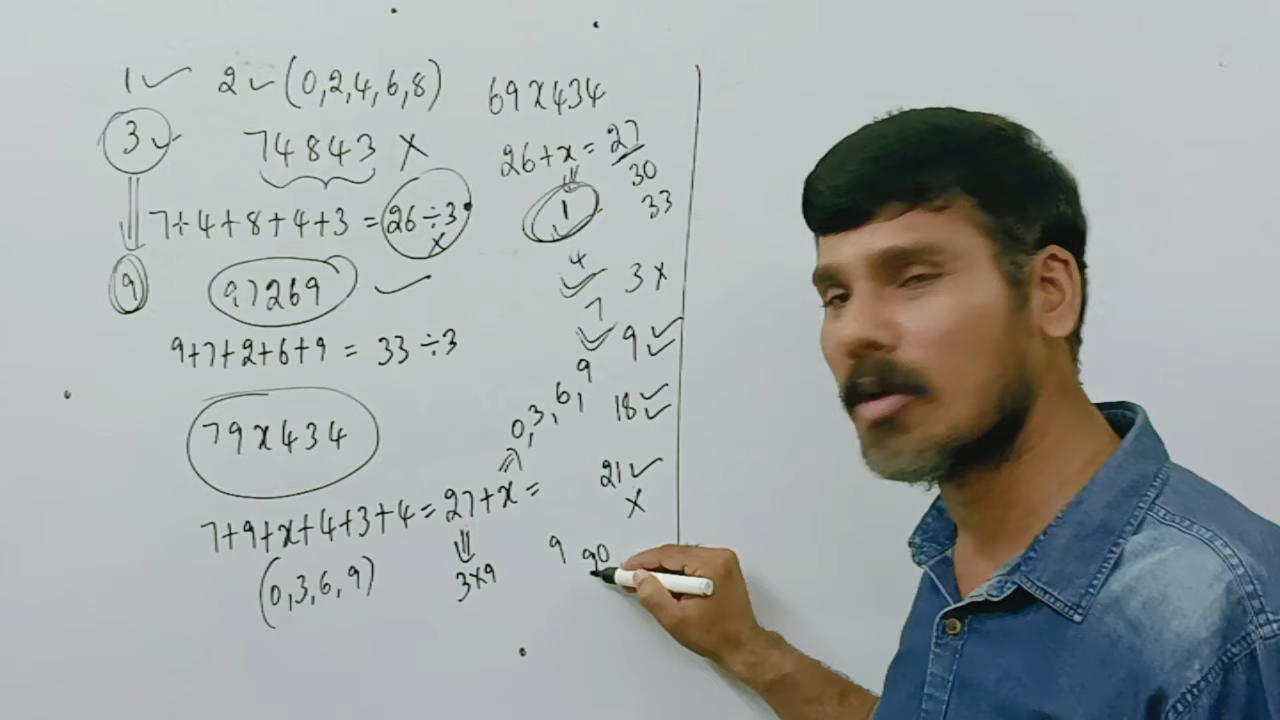 1 ✓ 2 ✓ (0,2,4,6,8)
3 ✓ 74843 X
7+4+8+4+3 = 26÷3 x
9 97269 ✓
9+7+2+6+9 = 33÷3
79x434
7+9+x+4+3+4 = 27+x =
0,3,6,9
(0,3,6,9) 3x9
69x434
26+x = 27
30
1 33
4 ✓ 3 x
7 ✓ 9 ✓✓
18 ✓✓
21 ✓
x
9 90